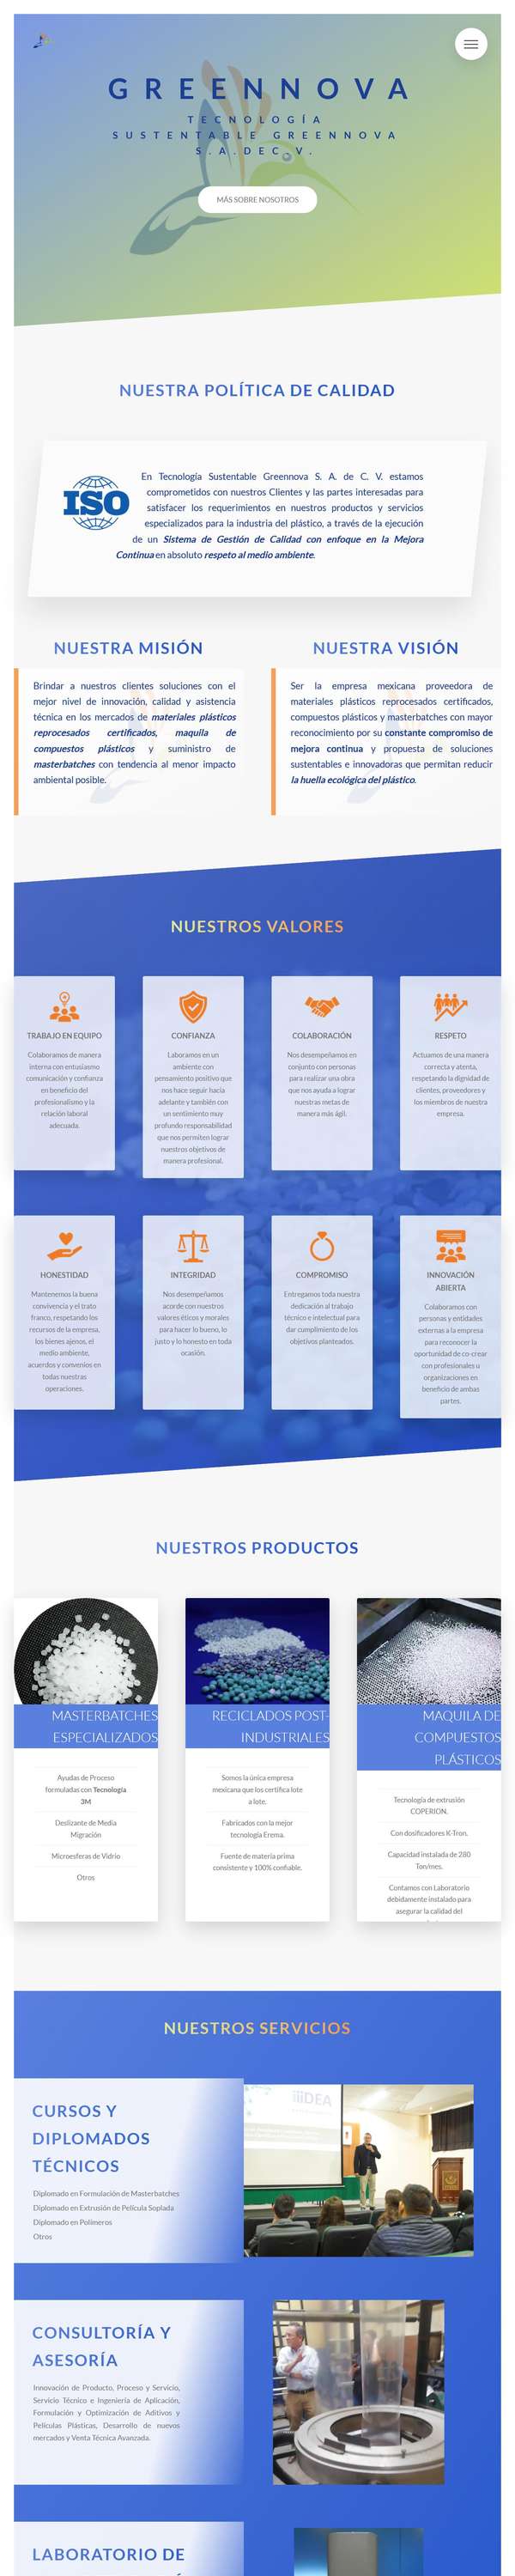 GREENNOVA
TECNOLOGÍA
SUSTENTABLE GREENNOVA
S.A.DEC.V.
MÁS SOBRE NOSOTROS
NUESTRA POLÍTICA DE CALIDAD
ISO
En Tecnología Sustentable Greennova S. A. de C. V. estamos
comprometidos con nuestros Clientes y las partes interesadas para
satisfacer los requerimientos en nuestros productos y servicios
especializados para la industria del plástico, a través de la ejecución
de un Sistema de Gestión de Calidad con enfoque en la Mejora
Continua en absoluto respeto al medio ambiente.
NUESTRA MISIÓN
Brindar a nuestros clientes soluciones con el
mejor nivel de innovación, calidad y asistencia
técnica en los mercados de materiales plásticos
reprocesados certificados, maquila de
compuestos plásticos y suministro de
masterbatches con tendencia al menor impacto
ambiental posible.
NUESTRA VISIÓN
Ser la empresa mexicana proveedora de
materiales plásticos reprocesados certificados,
compuestos plásticos y masterbatches con mayor
reconocimiento por su constante compromiso de
mejora continua y propuesta de soluciones
sustentables e innovadoras que permitan reducir
la huella ecológica del plástico.
NUESTROS VALORES
TRABAJO EN EQUIPO
Colaboramos de manera
interna con entusiasmo
comunicación y confianza
en beneficio del
profesionalismo y la
relación laboral
adecuada.
CONFIANZA
Laboramos en un
ambiente con
pensamiento positivo que
nos hace seguir hacia
adelante y también con
un sentimiento muy
profundo responsabilidad
que nos permiten lograr
nuestros objetivos de
manera profesional.
COLABORACIÓN
Nos desempeñamos en
conjunto con personas
para realizar una obra
que nos ayuda a lograr
nuestras metas de
manera más ágil.
RESPETO
Actuamos de una manera
correcta y atenta,
respetando la dignidad de
clientes, proveedores y
los miembros de nuestra
empresa.
HONESTIDAD
Mantenemos la buena
convivencia y el trato
franco, respetando los
recursos de la empresa,
los bienes ajenos, el
medio ambiente,
acuerdos y convenios en
todas nuestras
operaciones.
INTEGRIDAD
Nos desempeñamos
acorde con nuestros
valores éticos y morales
para hacer lo bueno, lo
justo y lo honesto en toda
ocasión.
COMPROMISO
Entregamos toda nuestra
dedicación al trabajo
técnico e intelectual para
dar cumplimiento de los
objetivos planteados.
INNOVACIÓN
ABIERTA
Colaboramos con
personas y entidades
externas a la empresa
para reconocer la
oportunidad de co-crear
con profesionales u
organizaciones en
beneficio de ambas
partes.
NUESTROS PRODUCTOS
MASTERBATCHES
ESPECIALIZADOS
Ayudas de Proceso
formuladas con Tecnología
3M
Deslizante de Media
Migración
Microesferas de Vidrio
Otros
RECICLADOS POST-
INDUSTRIALES
Somos la única empresa
mexicana que los certifica lote
a lote.
Fabricados con la mejor
tecnología Erema.
Fuente de materia prima
consistente y 100% confiable.
MAQUILA DE
COMPUESTOS
PLÁSTICOS
Tecnología de extrusión
COPERION.
Con dosificadores K-Tron.
Capacidad instalada de 280
Ton/mes.
Contamos con Laboratorio
debidamente instalado para
asegurar la calidad del
NUESTROS SERVICIOS
CURSOS Y
DIPLOMADOS
TÉCNICOS
Diplomado en Formulación de Masterbatches
Diplomado en Extrusión de Película Soplada
Diplomado en Polímeros
Otros
IDEA
CONSULTORÍA Y
ASESORÍA
Innovación de Producto, Proceso y Servicio,
Servicio Técnico e Ingeniería de Aplicación,
Formulación y Optimización de Aditivos y
Películas Plásticas, Desarrollo de nuevos
mercados y Venta Técnica Avanzada.
LABORATORIO DE